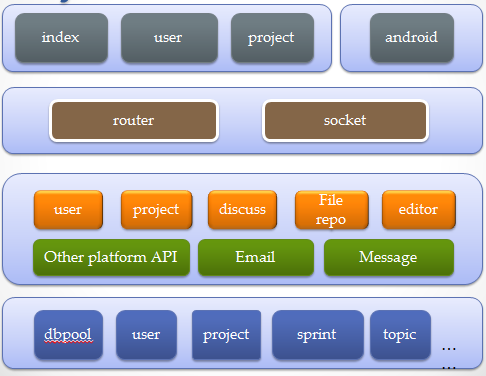 index user project android
router socket
user project discuss File repo editor
Other platform API Email Message
dbpool user project sprint topic ...
...